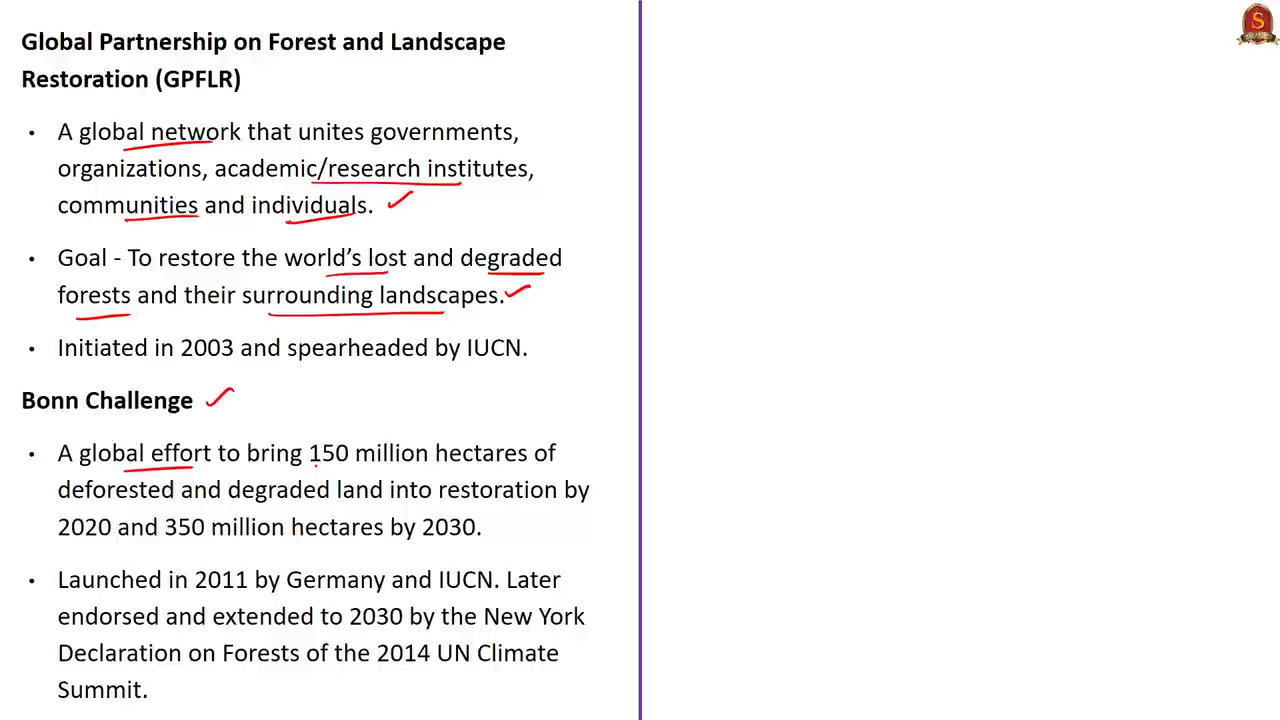 Global Partnership on Forest and Landscape
Restoration (GPFLR)
• A global network that unites governments,
organizations, academic/research institutes,
communities and individuals.
• Goal - To restore the world’s lost and degraded
forests and their surrounding landscapes.
• Initiated in 2003 and spearheaded by IUCN.
Bonn Challenge
• A global effort to bring 150 million hectares of
deforested and degraded land into restoration by
2020 and 350 million hectares by 2030.
• Launched in 2011 by Germany and IUCN. Later
endorsed and extended to 2030 by the New York
Declaration on Forests of the 2014 UN Climate
Summit.
S